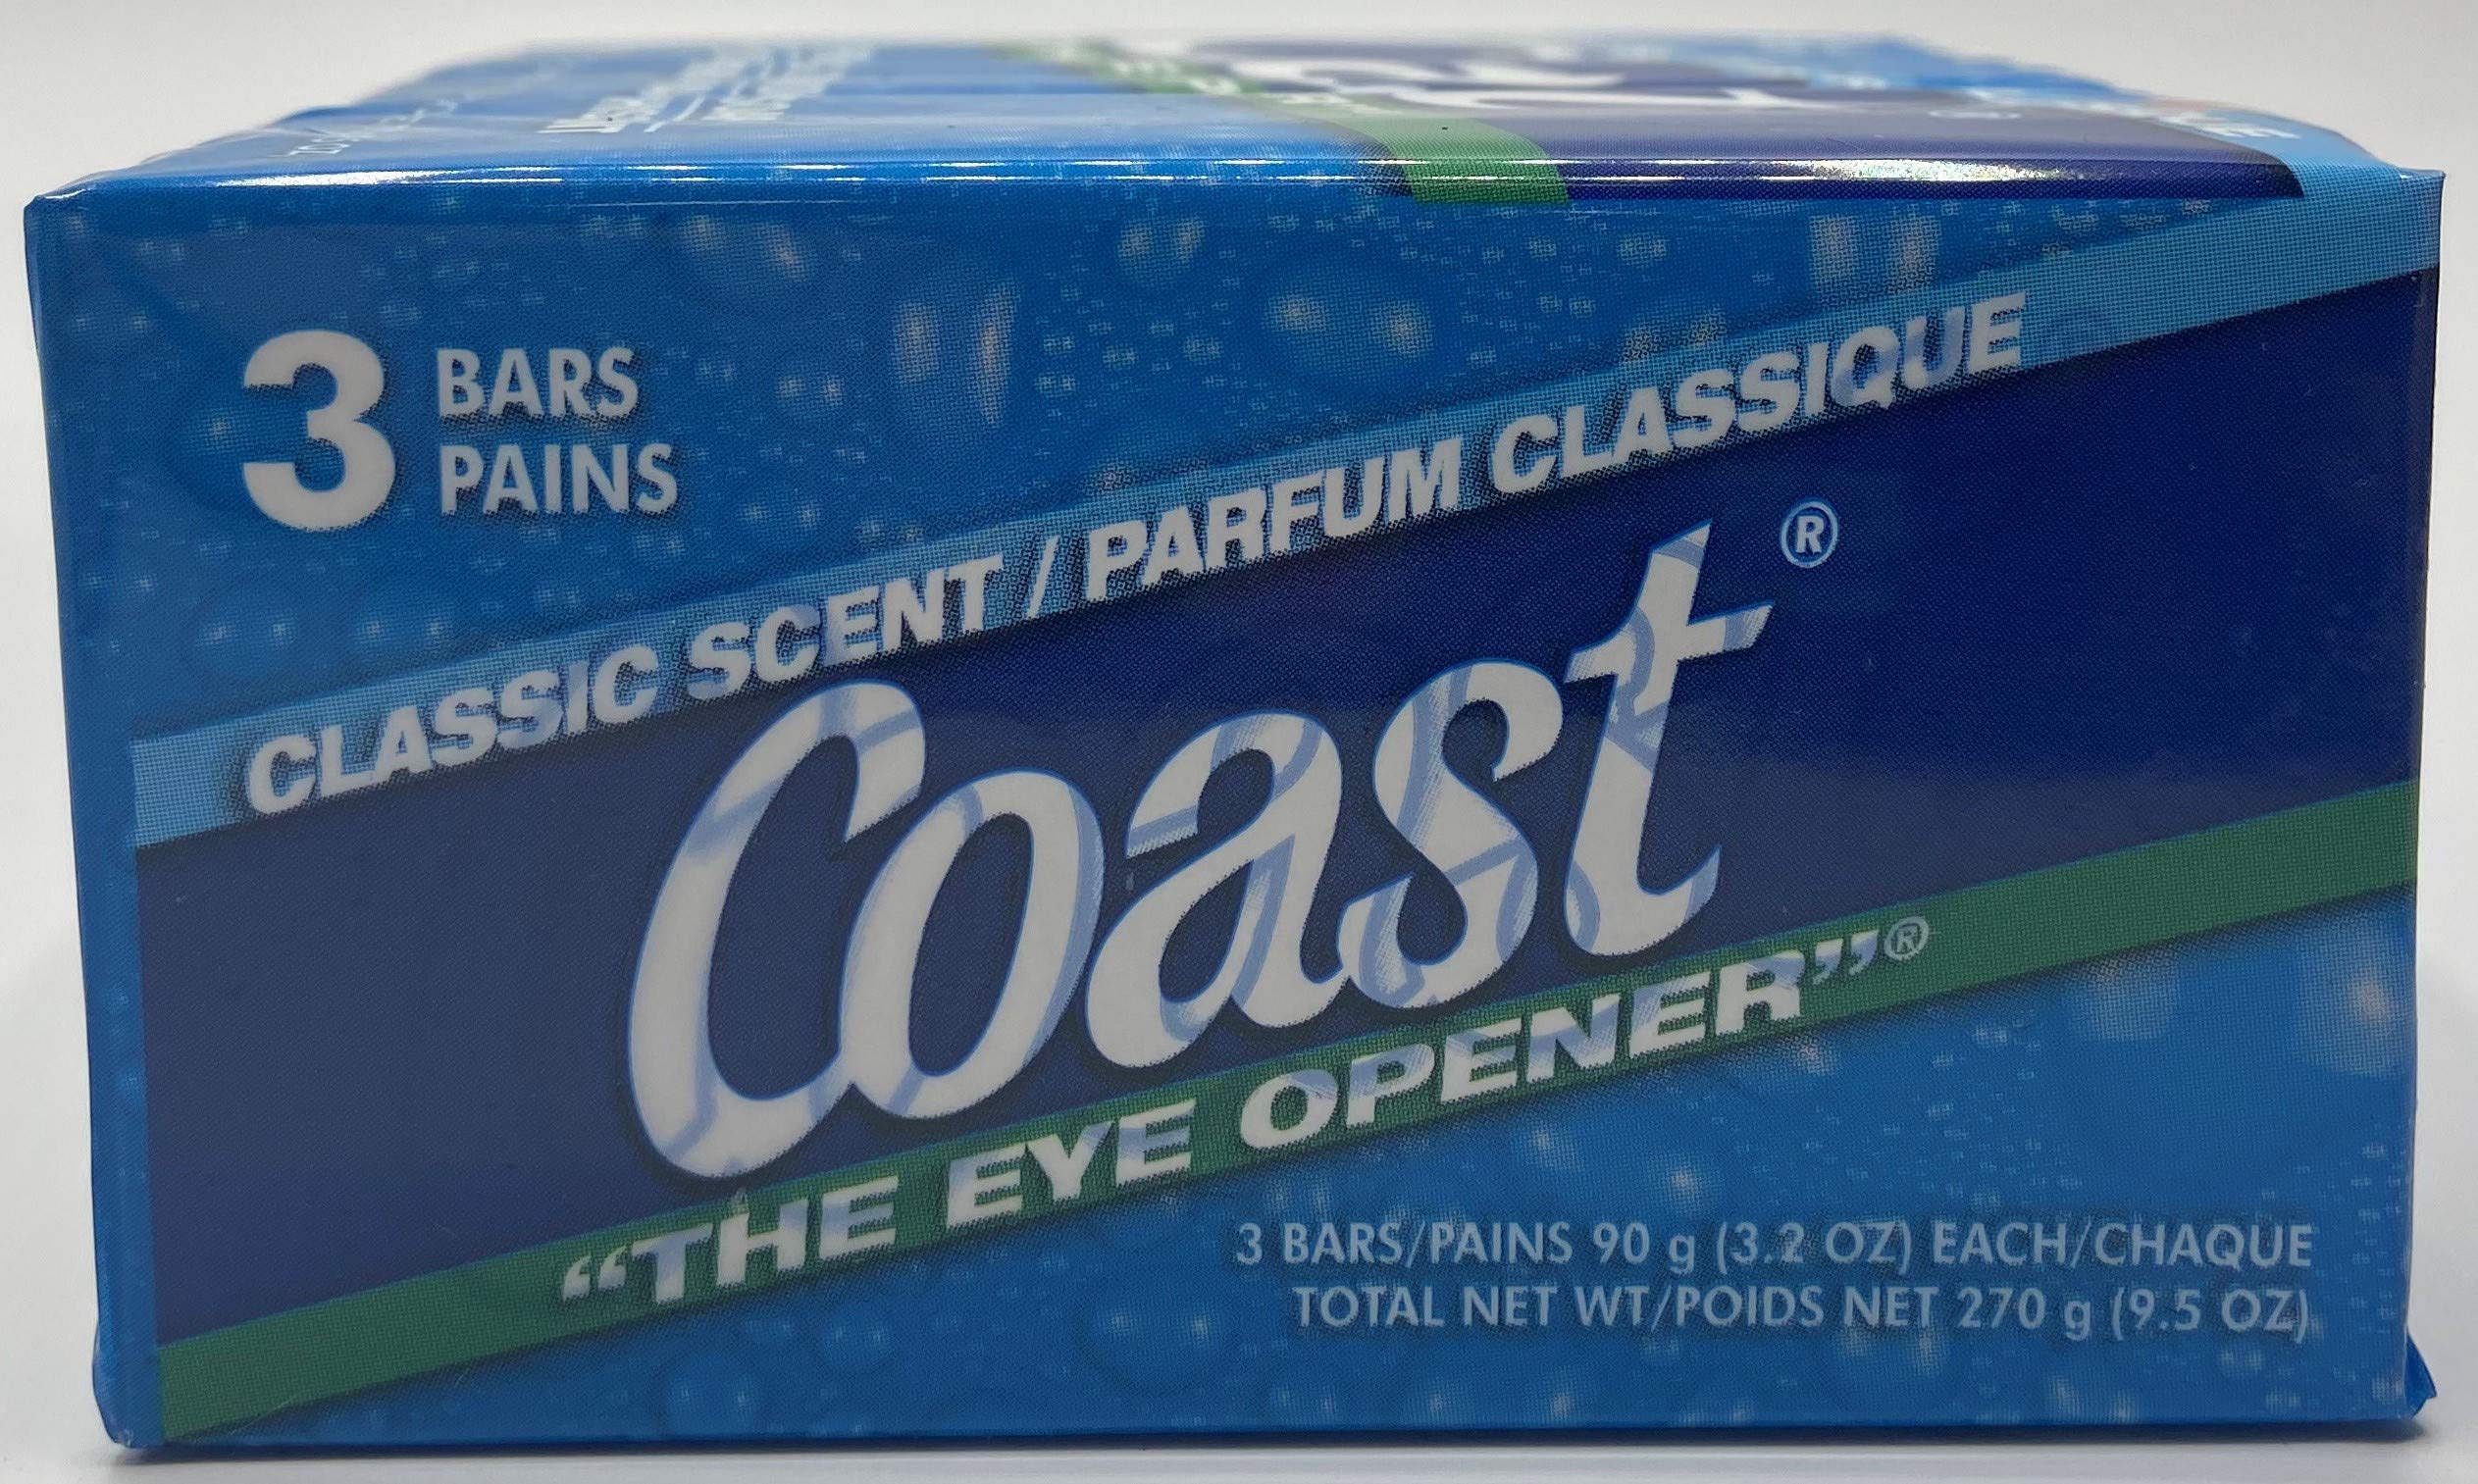 3 BARS
PAINS
CLASSIC SCENT / PARFUM CLASSIQUE
Coast®
“THE EYE OPENER”®
3 BARS/PAINS 90 g (3.2 OZ) EACH/CHAQUE
TOTAL NET WT/POIDS NET 270 g (9.5 OZ)